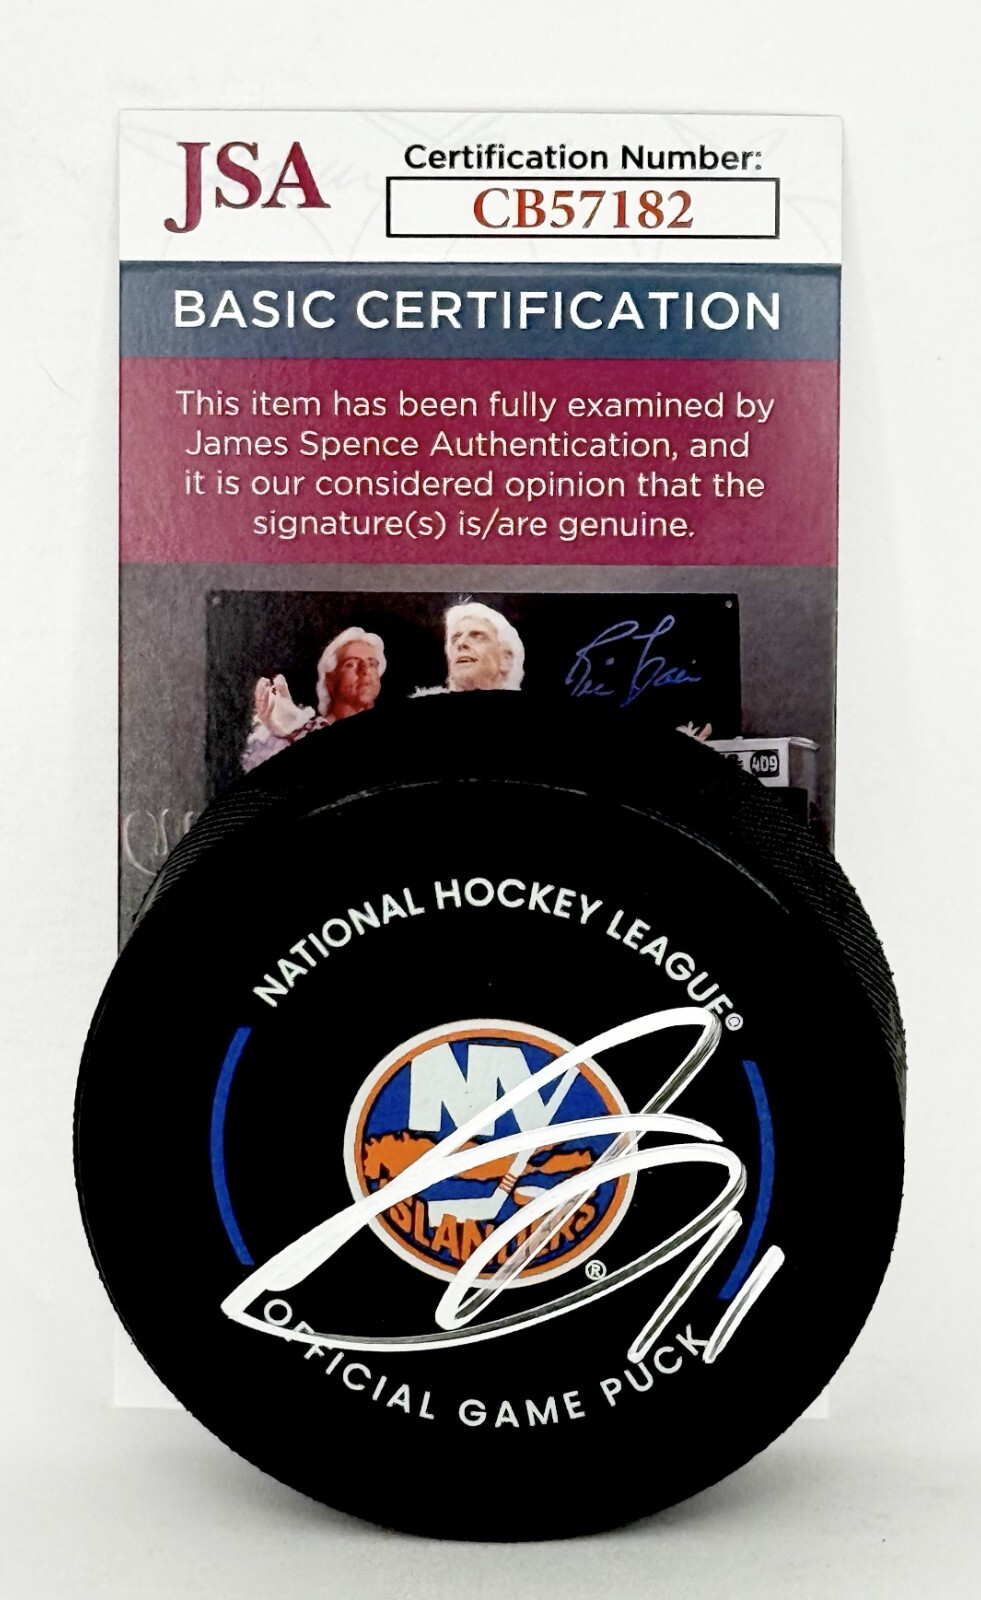 JSA
Certification Number:
CB57182
BASIC CERTIFICATION
This item has been fully examined by
James Spence Authentication, and
it is our considered opinion that the
signature(s) is/are genuine.
409
NATIONAL HOCKEY LEAGUE®
NY
ISLANDERS
®
OFFICIAL GAME PUCK